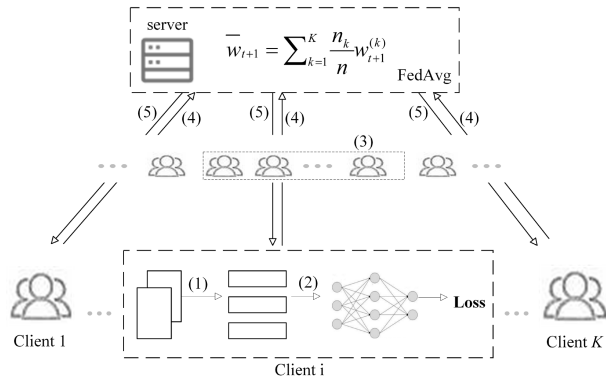 server
w̅ₜ₊₁ = ∑ₖ₌₁ᴷ nₖ/n wₜ₊₁⁽ᵏ⁾
FedAvg
(5) (4) (5) (4) (5) (4)
(3)
(1) (2)
Loss
Client 1
Client K
Client i